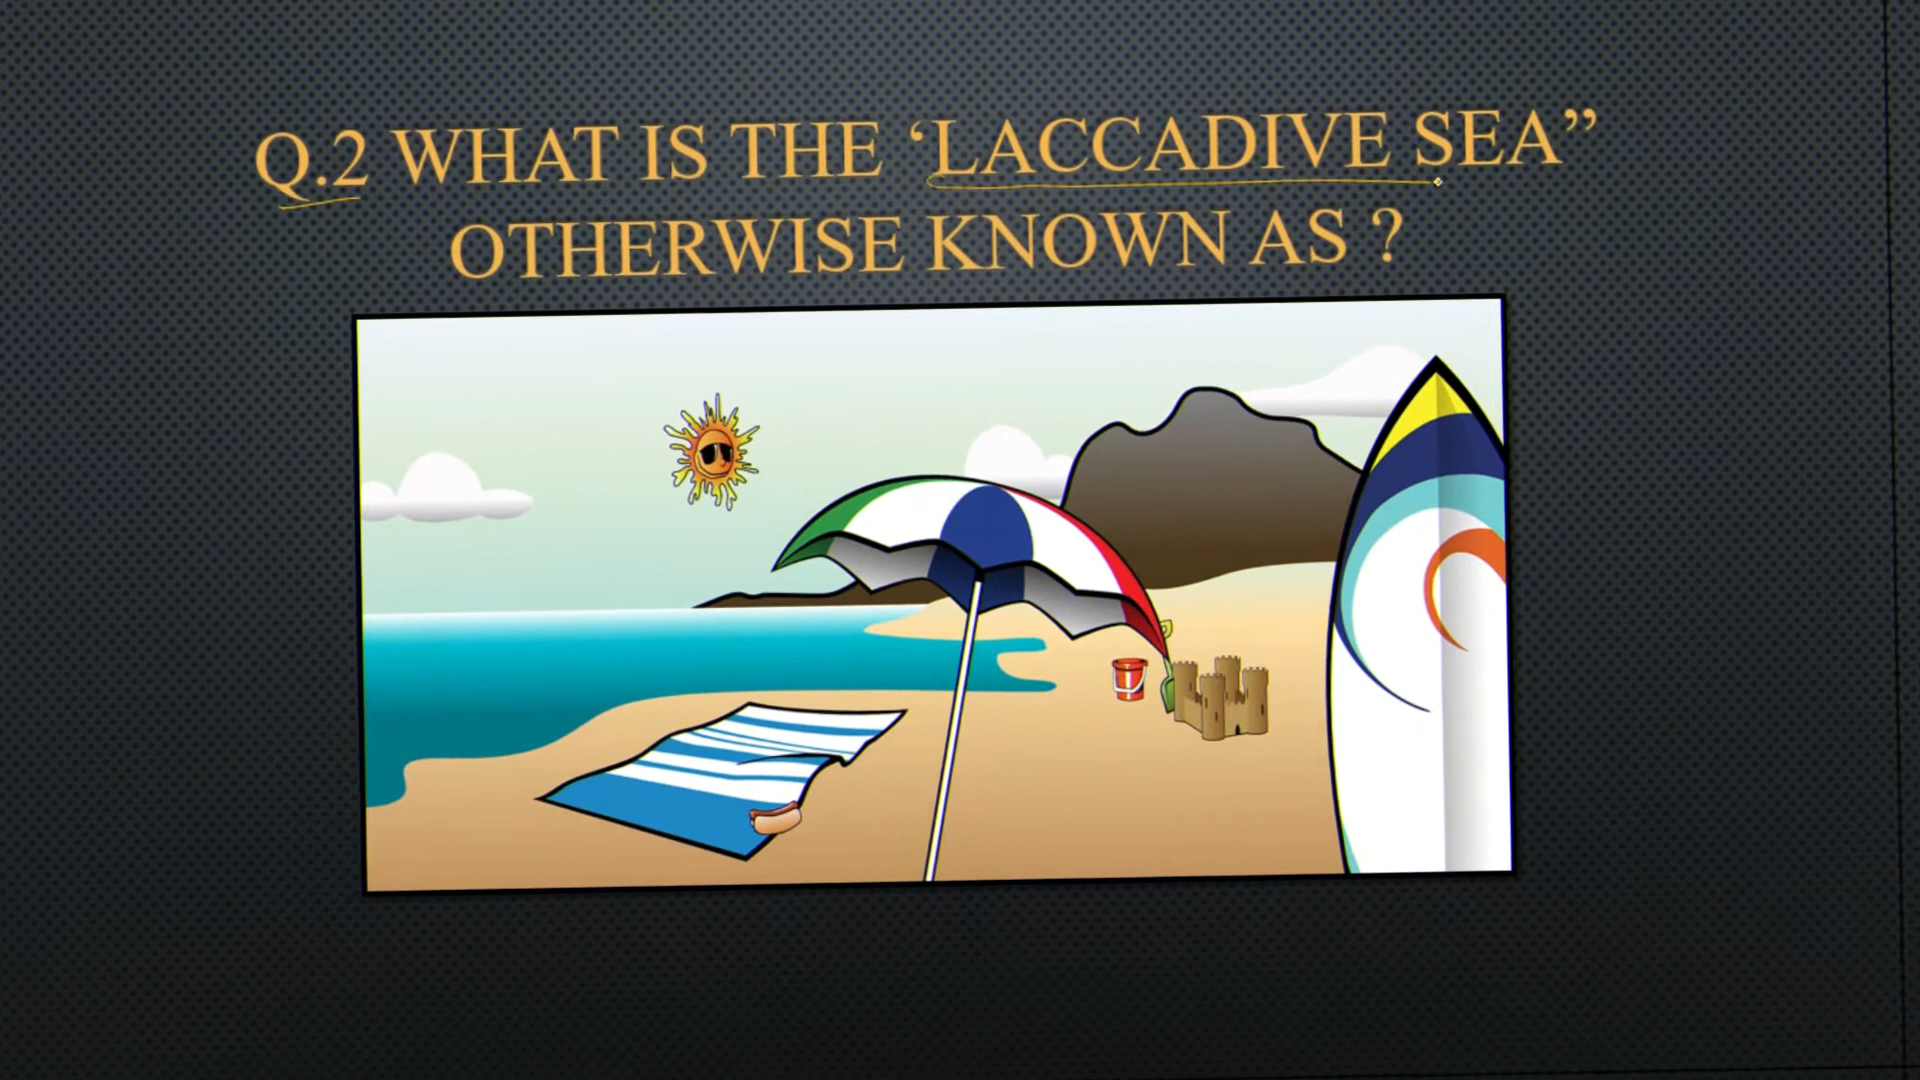 Q.2 WHAT IS THE ‘LACCADIVE SEA”
OTHERWISE KNOWN AS ?